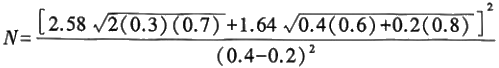 N=[2.58 √2(0.3)(0.7) +1.64 √0.4(0.6)+0.2(0.8) ]²/(0.4−0.2)²